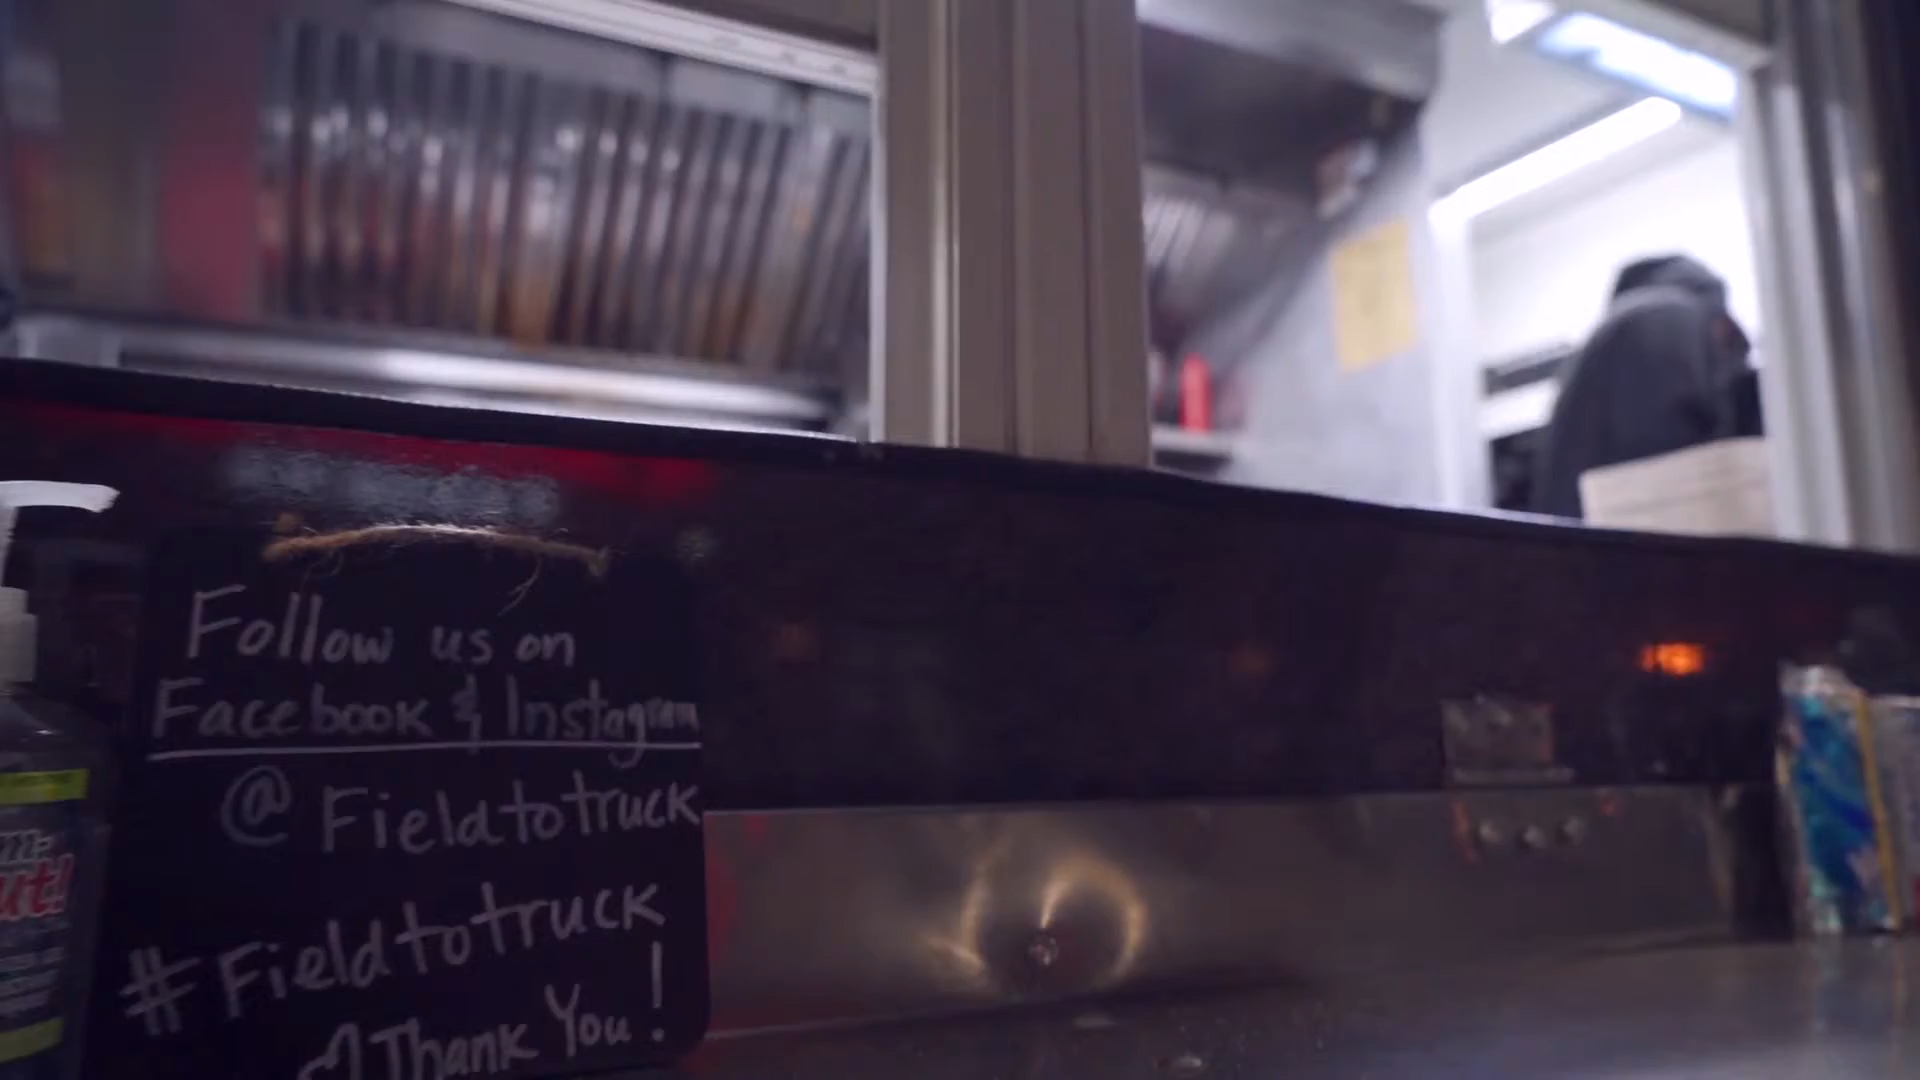 Follow us on
Facebook & Instagram
@Fieldtotruck
#Fieldtotruck
Thank You!